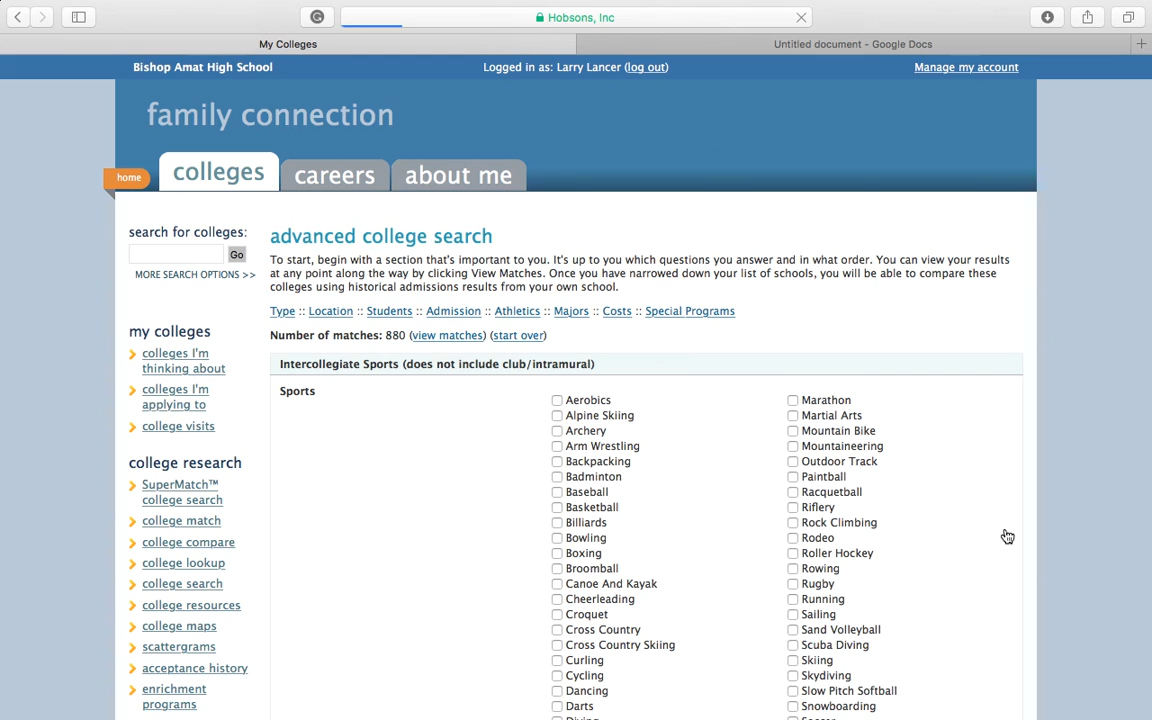 Hobsons, Inc
My Colleges
Untitled document - Google Docs
Bishop Amat High School
Logged in as: Larry Lancer (log out)
Manage my account
family connection
home
colleges
careers
about me
search for colleges:
Go
MORE SEARCH OPTIONS >>
my colleges
colleges I'm
thinking about
colleges I'm
applying to
college visits
college research
SuperMatch™
college search
college match
college compare
college lookup
college search
college resources
college maps
scattergrams
acceptance history
enrichment
programs
advanced college search
To start, begin with a section that's important to you. It's up to you which questions you answer and in what order. You can view your results
at any point along the way by clicking View Matches. Once you have narrowed down your list of schools, you will be able to compare these
colleges using historical admissions results from your own school.
Type :: Location :: Students :: Admission :: Athletics :: Majors :: Costs :: Special Programs
Number of matches: 880 (view matches) (start over)
Intercollegiate Sports (does not include club/intramural)
Sports
Aerobics
Alpine Skiing
Archery
Arm Wrestling
Backpacking
Badminton
Baseball
Basketball
Billiards
Bowling
Boxing
Broomball
Canoe And Kayak
Cheerleading
Croquet
Cross Country
Cross Country Skiing
Curling
Cycling
Dancing
Darts
Marathon
Martial Arts
Mountain Bike
Mountaineering
Outdoor Track
Paintball
Racquetball
Riflery
Rock Climbing
Rodeo
Roller Hockey
Rowing
Rugby
Running
Sailing
Sand Volleyball
Scuba Diving
Skiing
Skydiving
Slow Pitch Softball
Snowboarding